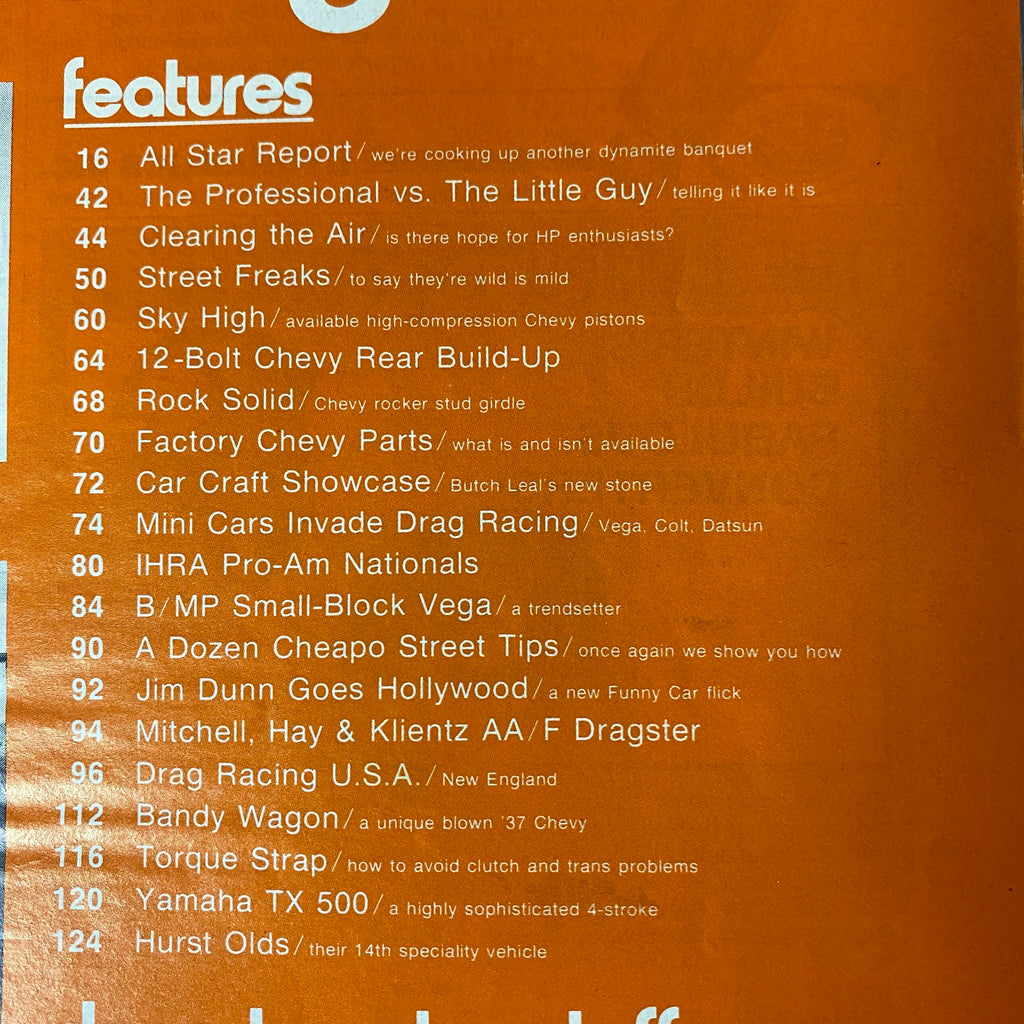 features
16 All Star Report/we're cooking up another dynamite banquet
42 The Professional vs. The Little Guy/telling it like it is
44 Clearing the Air/is there hope for HP enthusiasts?
50 Street Freaks/to say they're wild is mild
60 Sky High/available high-compression Chevy pistons
64 12-Bolt Chevy Rear Build-Up
68 Rock Solid/Chevy rocker stud girdle
70 Factory Chevy Parts/what is and isn't available
72 Car Craft Showcase/Butch Leal's new stone
74 Mini Cars Invade Drag Racing/Vega, Colt, Datsun
80 IHRA Pro-Am Nationals
84 B/MP Small-Block Vega/a trendsetter
90 A Dozen Cheapo Street Tips/once again we show you how
92 Jim Dunn Goes Hollywood/a new Funny Car flick
94 Mitchell, Hay & Klientz AA/F Dragster
96 Drag Racing U.S.A./New England
112 Bandy Wagon/a unique blown '37 Chevy
116 Torque Strap/how to avoid clutch and trans problems
120 Yamaha TX 500/a highly sophisticated 4-stroke
124 Hurst Olds/their 14th speciality vehicle